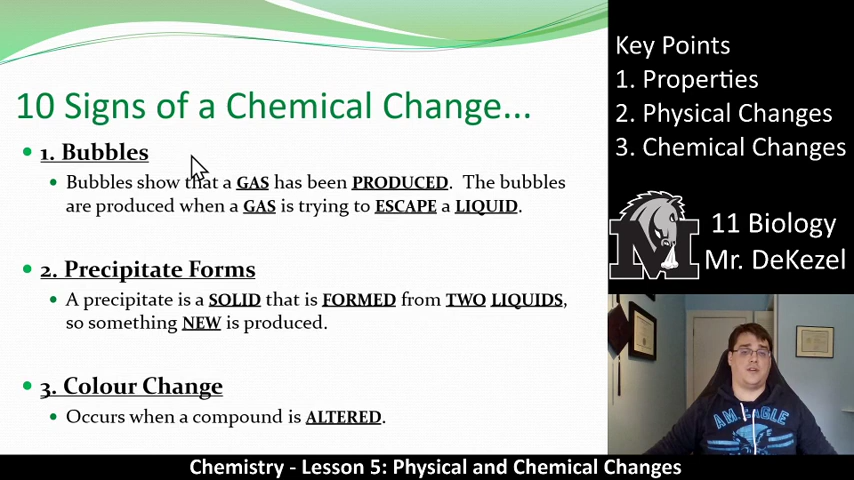 10 Signs of a Chemical Change...
1. Bubbles
Bubbles show that a GAS has been PRODUCED. The bubbles
are produced when a GAS is trying to ESCAPE a LIQUID.
2. Precipitate Forms
A precipitate is a SOLID that is FORMED from TWO LIQUIDS,
so something NEW is produced.
3. Colour Change
Occurs when a compound is ALTERED.
Key Points
1. Properties
2. Physical Changes
3. Chemical Changes
M
11 Biology
Mr. DeKezel
AM. EAGLE
Chemistry - Lesson 5: Physical and Chemical Changes